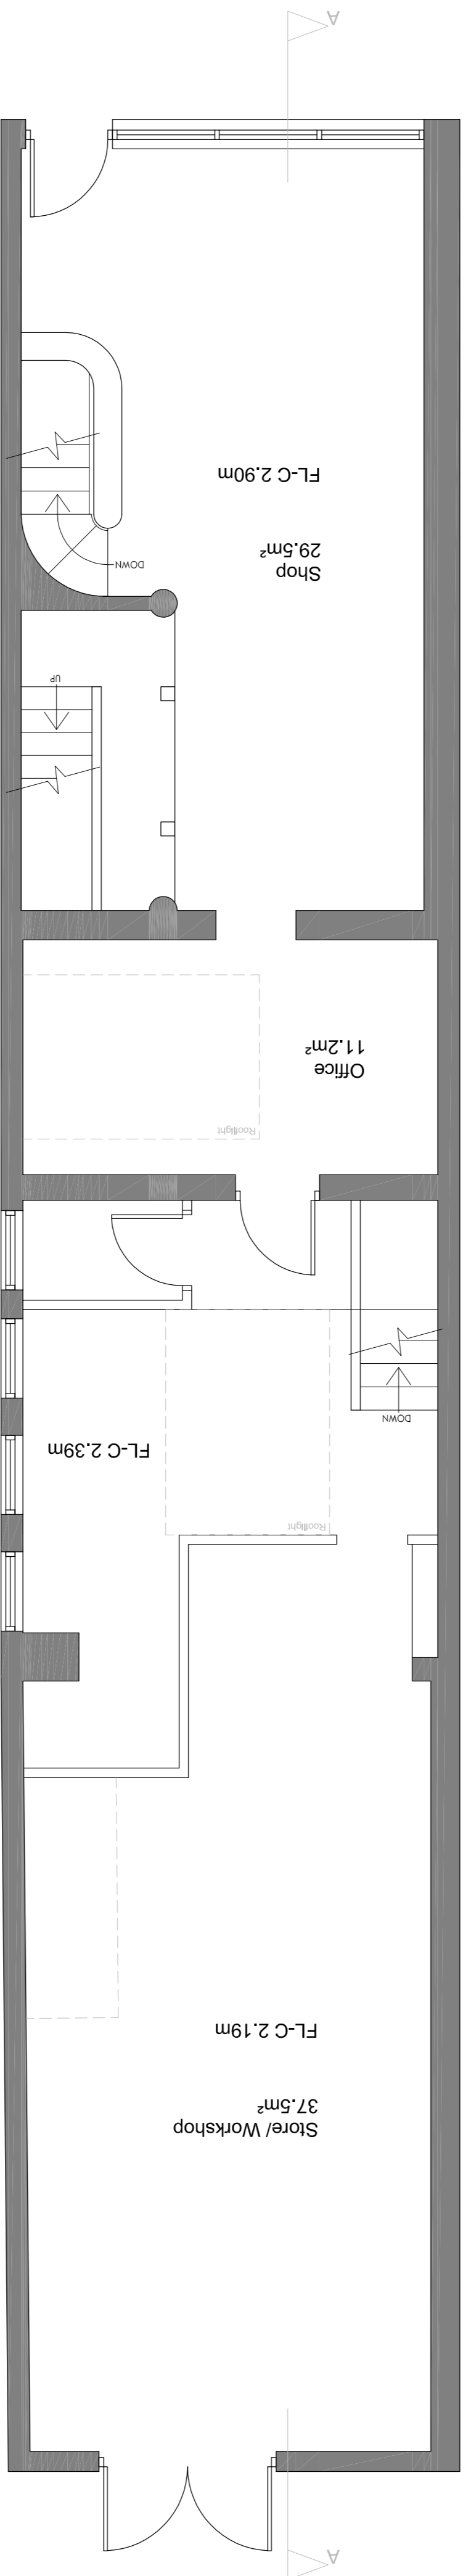 A
Store/ Workshop
37.5m²
FL-C 2.19m
Rooflight
FL-C 2.39m
DOWN
Rooflight
Office
11.2m²
UP
Shop
29.5m²
DOWN
FL-C 2.90m
A